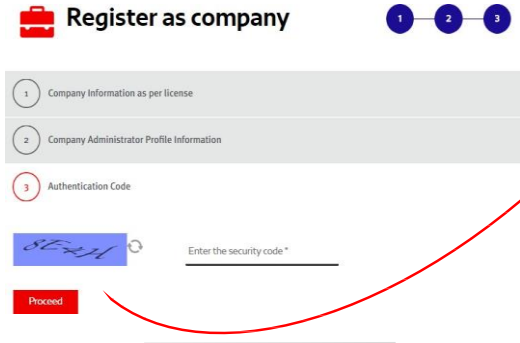 Register as company
1 2 3
1 Company Information as per license
2 Company Administrator Profile Information
3 Authentication Code
Enter the security code *
Proceed